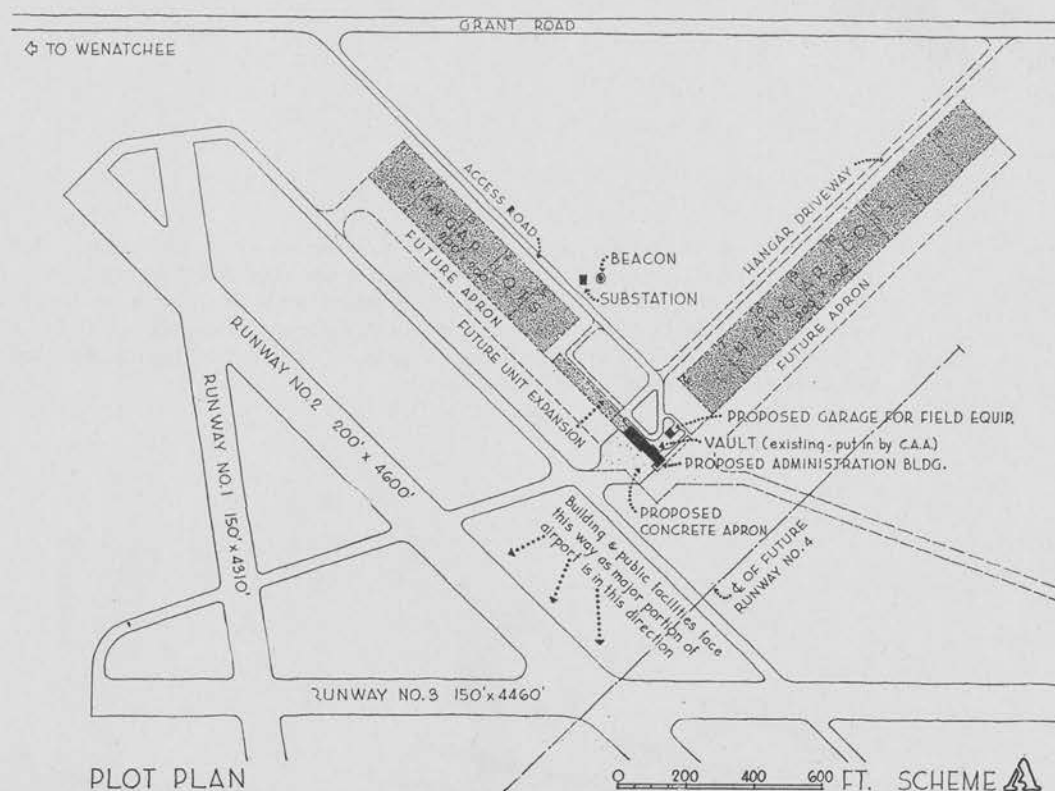 GRANT ROAD
TO WENATCHEE
ACCESS ROAD
HANGAR DRIVEWAY
HANGAR LOTS
HANGAR LOTS
200' x 200'
FUTURE APRON
FUTURE APRON
BEACON
SUBSTATION
FUTURE UNIT EXPANSION
RUNWAY NO. 2 200' x 4600'
RUNWAY NO. 1 150' x 4310'
PROPOSED GARAGE FOR FIELD EQUIP.
VAULT (existing - put in by C.A.A)
PROPOSED ADMINISTRATION BLDG.
PROPOSED
CONCRETE APRON
Building & public facilities face
this way as major portion of
airport is in this direction
℄ OF FUTURE
RUNWAY NO. 4
RUNWAY NO. 3 150' x 4460'
PLOT PLAN
0 200 400 600 FT.
SCHEME A